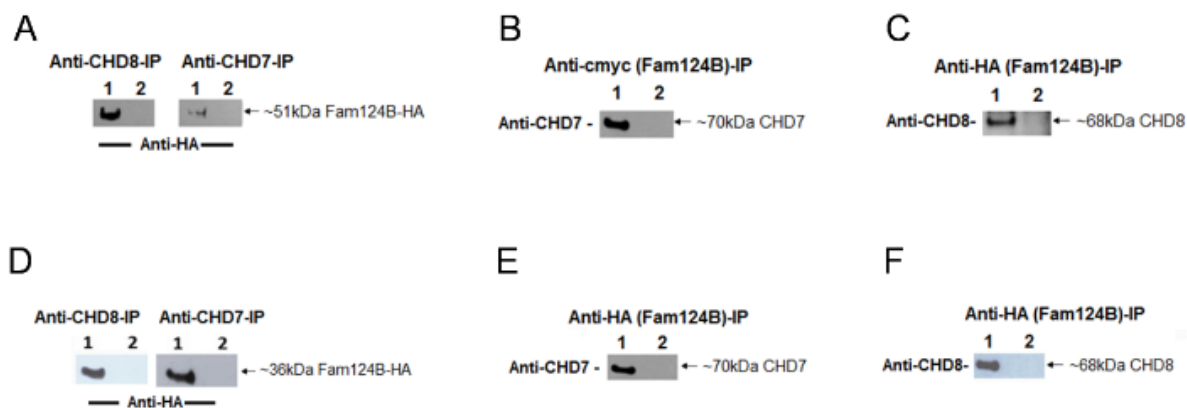 A
Anti-CHD8-IP Anti-CHD7-IP
1 2 1 2
~51kDa Fam124B-HA
Anti-HA
B
Anti-cmyc (Fam124B)-IP
1 2
Anti-CHD7 - ~70kDa CHD7
C
Anti-HA (Fam124B)-IP
1 2
Anti-CHD8- ~68kDa CHD8
D
Anti-CHD8-IP Anti-CHD7-IP
1 2 1 2
~36kDa Fam124B-HA
Anti-HA
E
Anti-HA (Fam124B)-IP
1 2
Anti-CHD7 - ~70kDa CHD7
F
Anti-HA (Fam124B)-IP
1 2
Anti-CHD8- ~68kDa CHD8